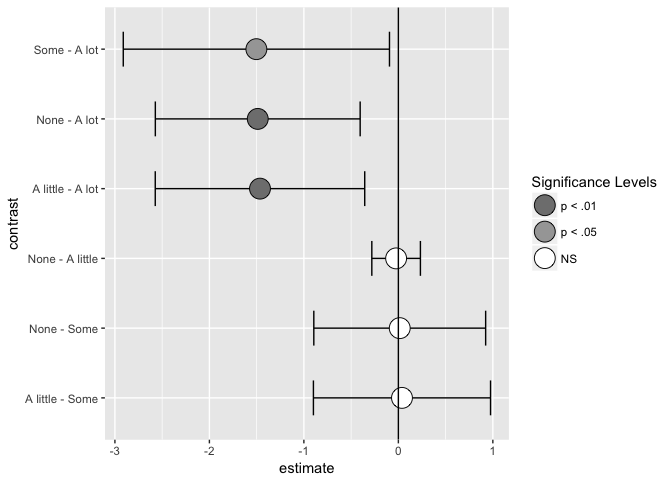 Some - A lot
None - A lot
A little - A lot
None - A little
None - Some
A little - Some
contrast
-3
-2
-1
0
1
estimate
Significance Levels
p < .01
p < .05
NS